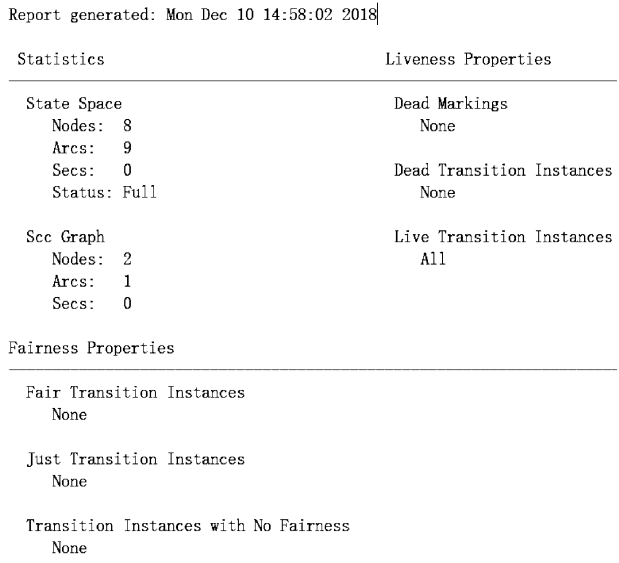 Report generated: Mon Dec 10 14:58:02 2018
Statistics
State Space
Nodes: 8
Arcs: 9
Secs: 0
Status: Full
Scc Graph
Nodes: 2
Arcs: 1
Secs: 0
Liveness Properties
Dead Markings
None
Dead Transition Instances
None
Live Transition Instances
All
Fairness Properties
Fair Transition Instances
None
Just Transition Instances
None
Transition Instances with No Fairness
None